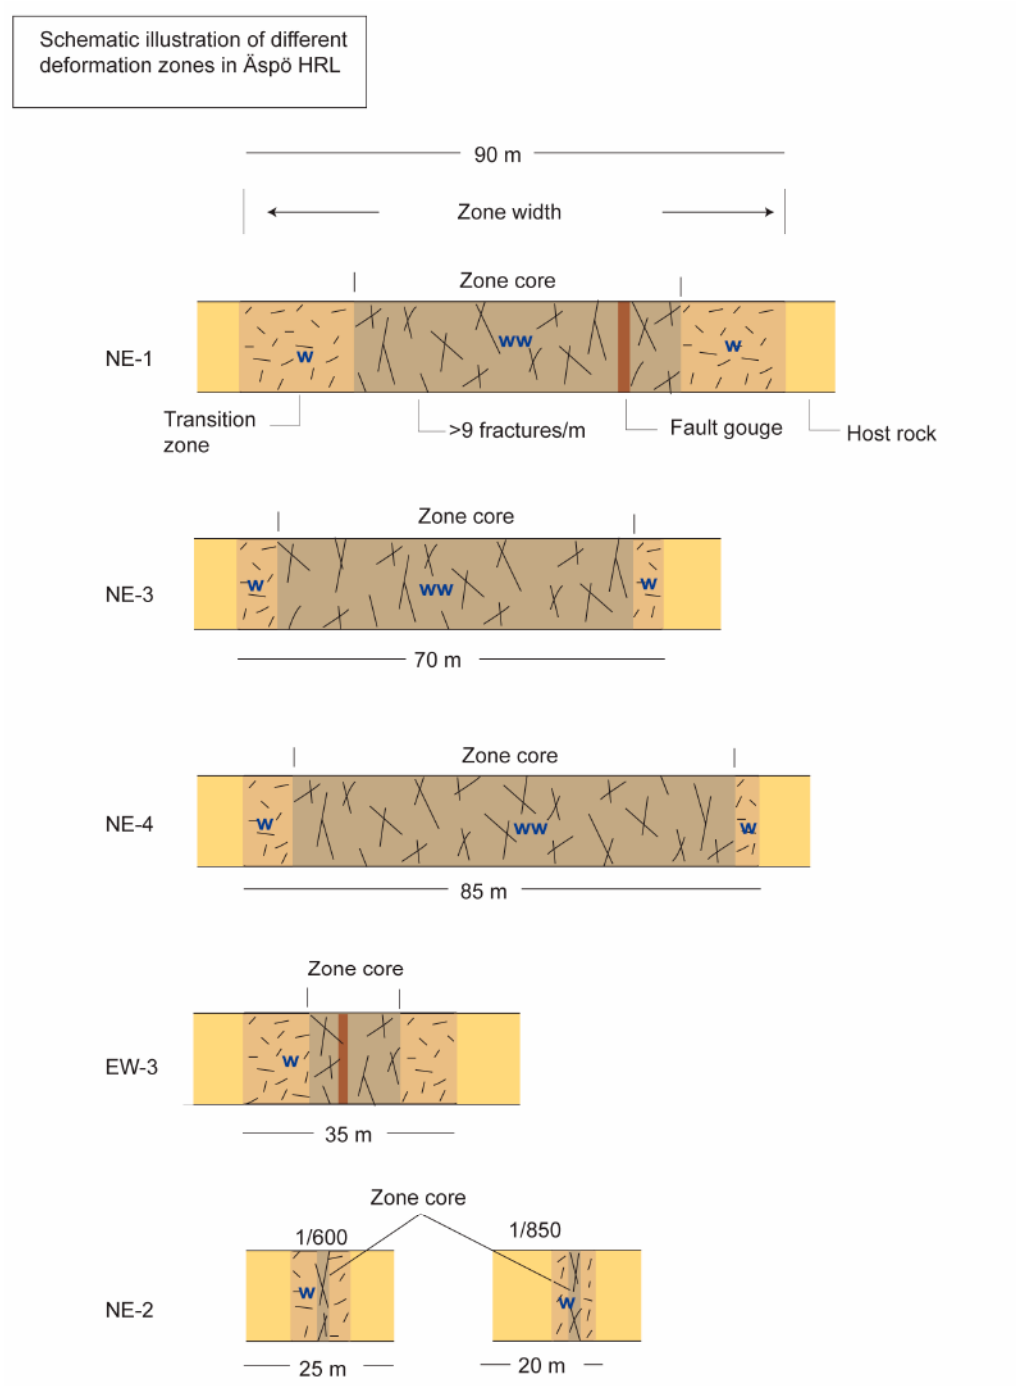 Schematic illustration of different
deformation zones in Äspö HRL
90 m
Zone width
Zone core
NE-1
w
ww
w
Transition
zone
>9 fractures/m
Fault gouge
Host rock
Zone core
NE-3
w
ww
w
70 m
Zone core
NE-4
w
ww
w
85 m
Zone core
EW-3
w
35 m
Zone core
1/600
1/850
NE-2
w
w
25 m
20 m